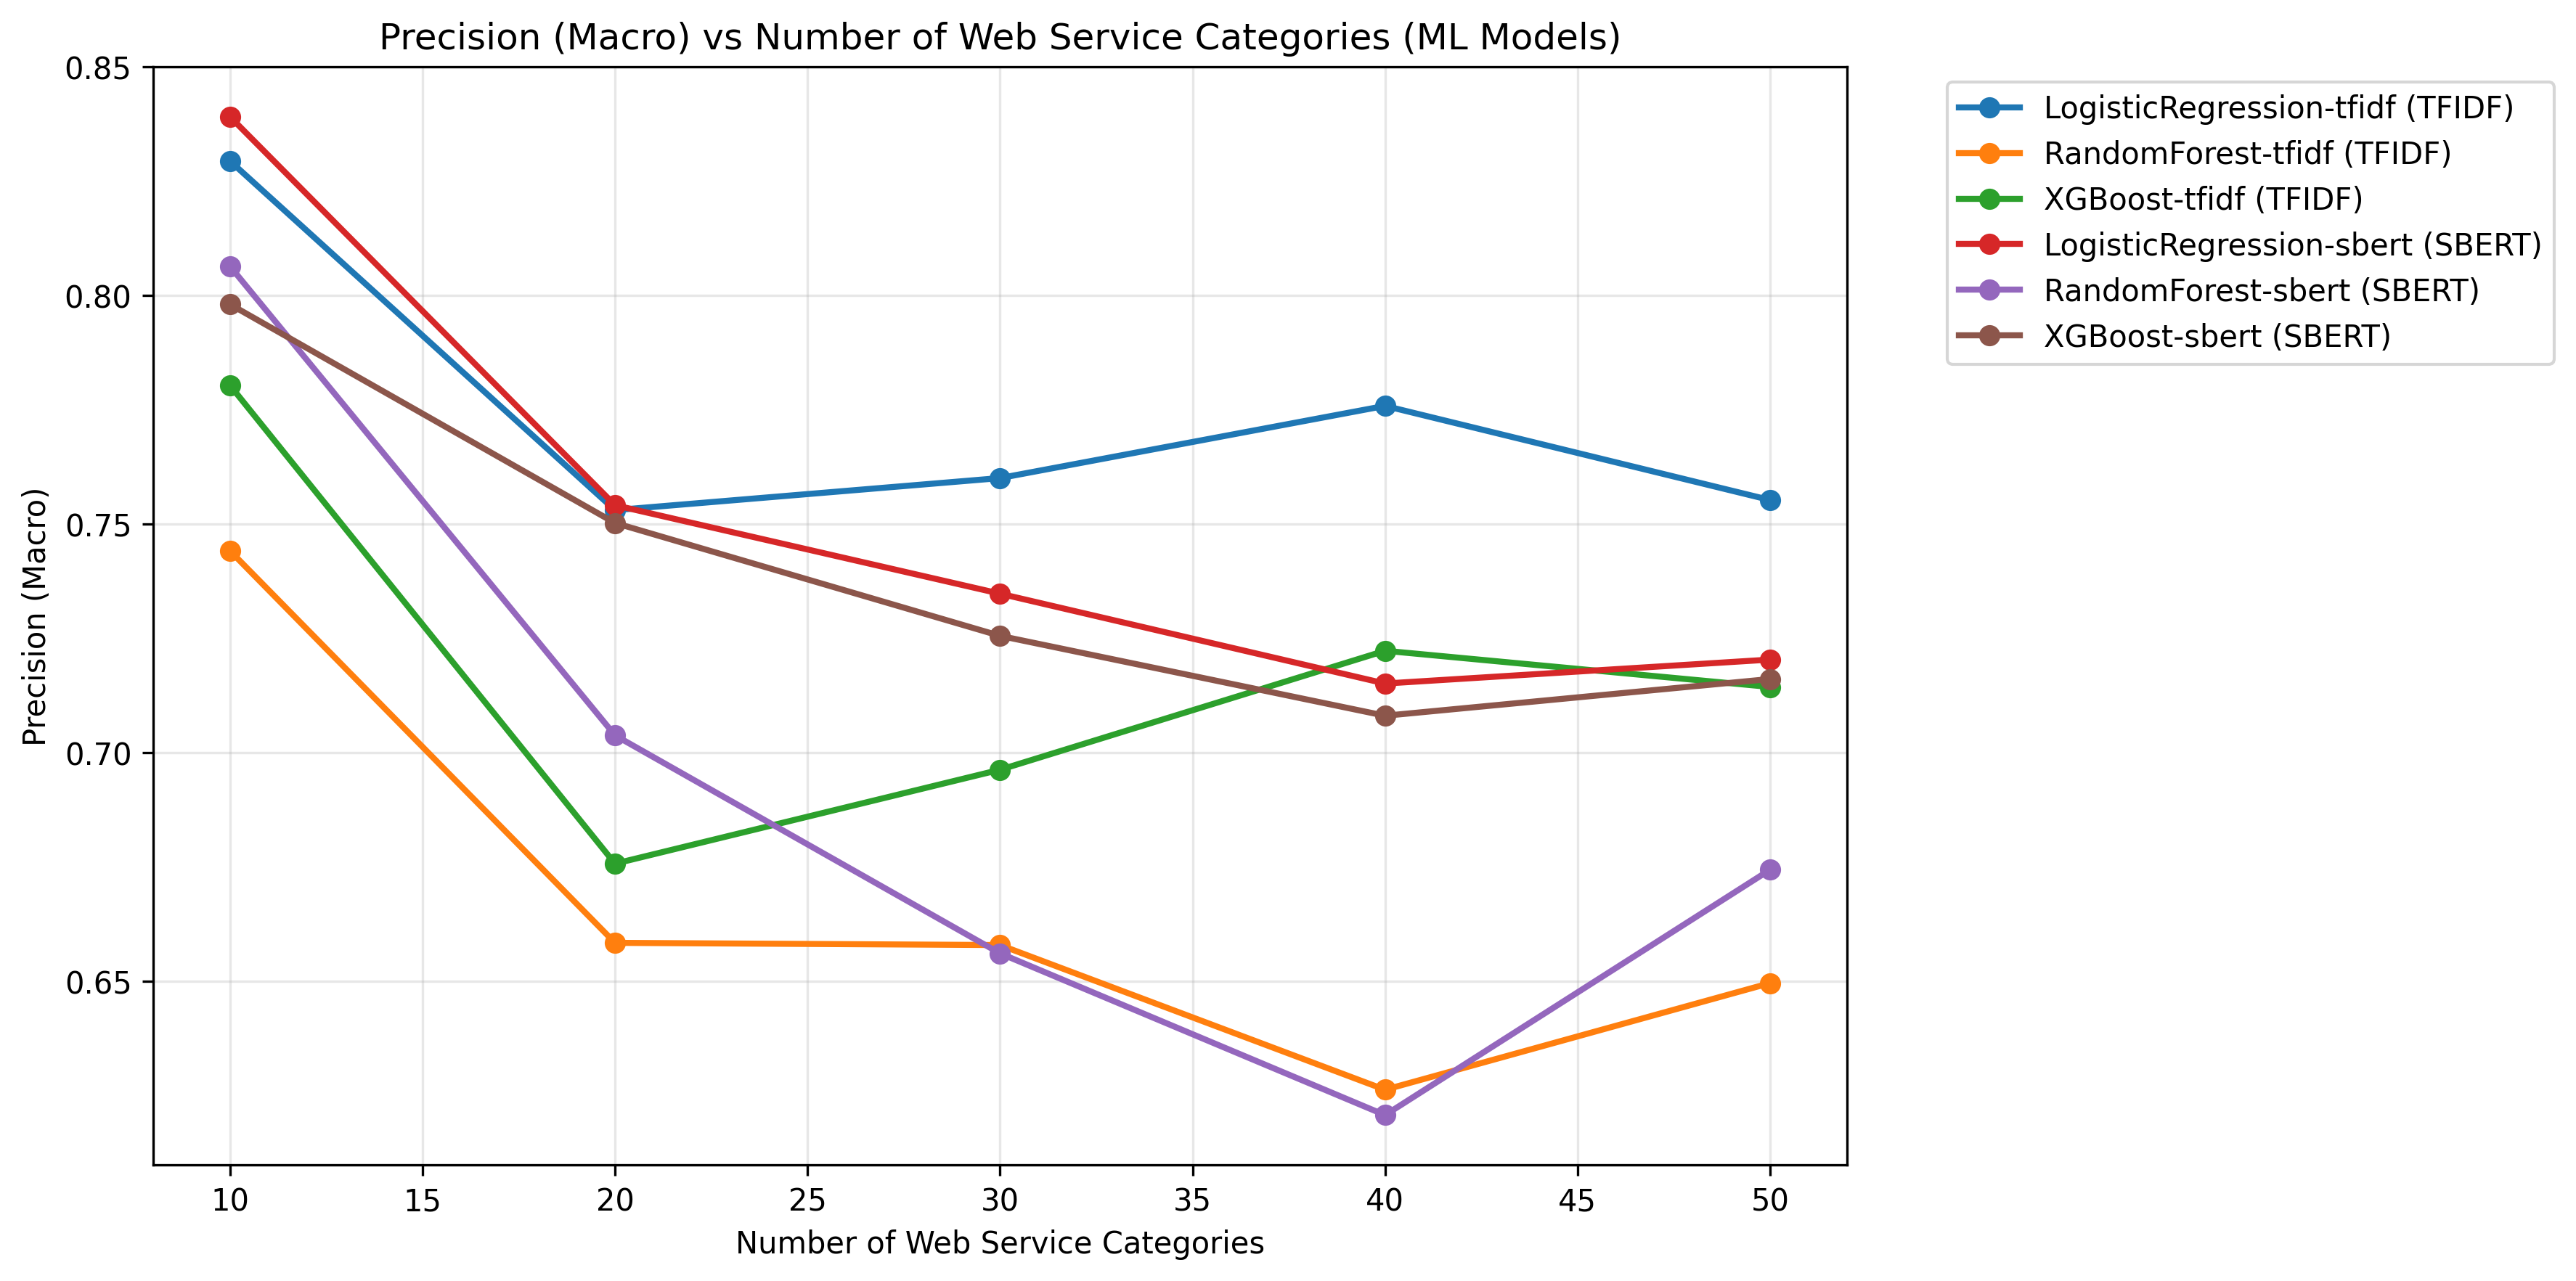 Precision (Macro) vs Number of Web Service Categories (ML Models)
0.85
0.80
0.75
0.70
0.65
Precision (Macro)
10 15 20 25 30 35 40 45 50
Number of Web Service Categories
LogisticRegression-tfidf (TFIDF)
RandomForest-tfidf (TFIDF)
XGBoost-tfidf (TFIDF)
LogisticRegression-sbert (SBERT)
RandomForest-sbert (SBERT)
XGBoost-sbert (SBERT)